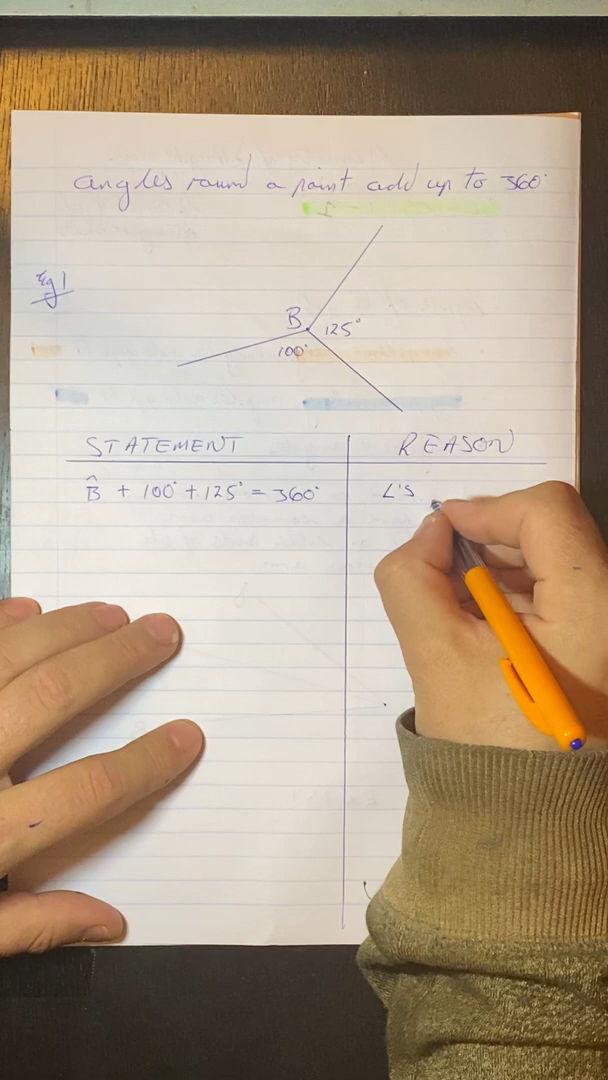 angles round a point add up to 360°
Eg 1
B 125°
100°
STATEMENT REASON
B̂ + 100° + 125° = 360° ∠'s